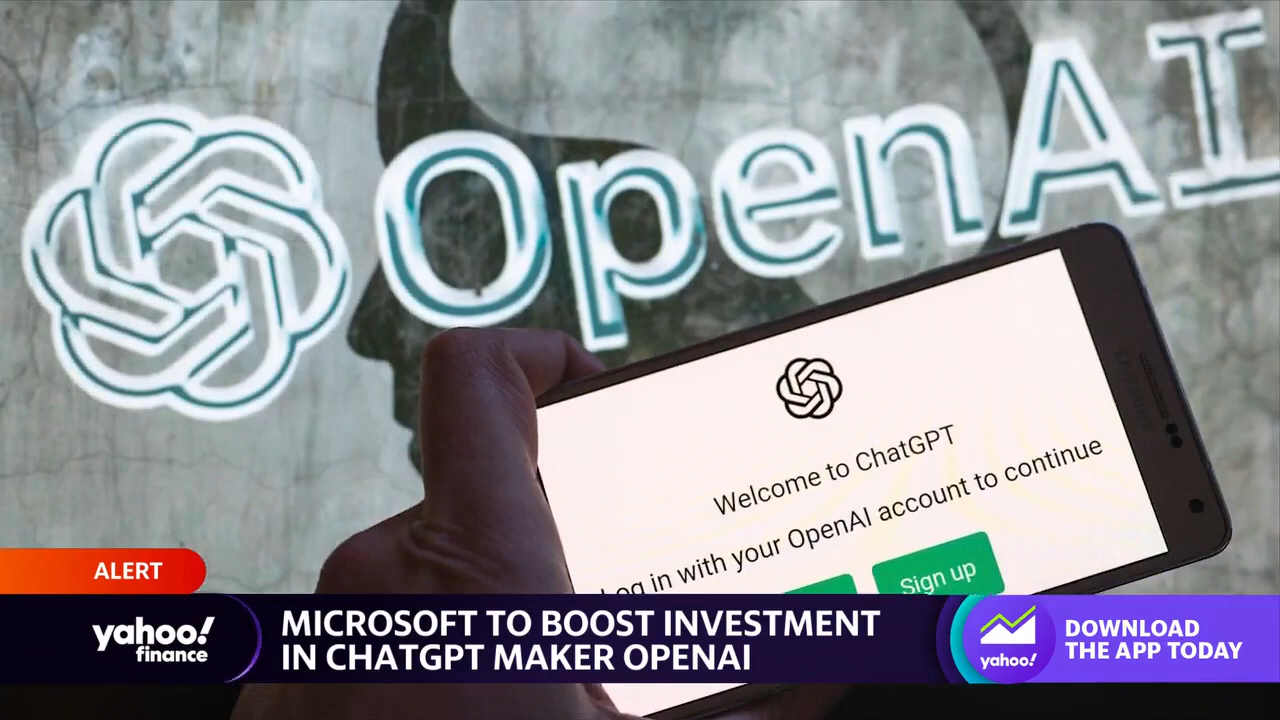 OpenAI
SAMSUNG
Welcome to ChatGPT
Log in with your OpenAI account to continue
Sign up
ALERT
yahoo!
finance
MICROSOFT TO BOOST INVESTMENT
IN CHATGPT MAKER OPENAI
yahoo!
DOWNLOAD
THE APP TODAY